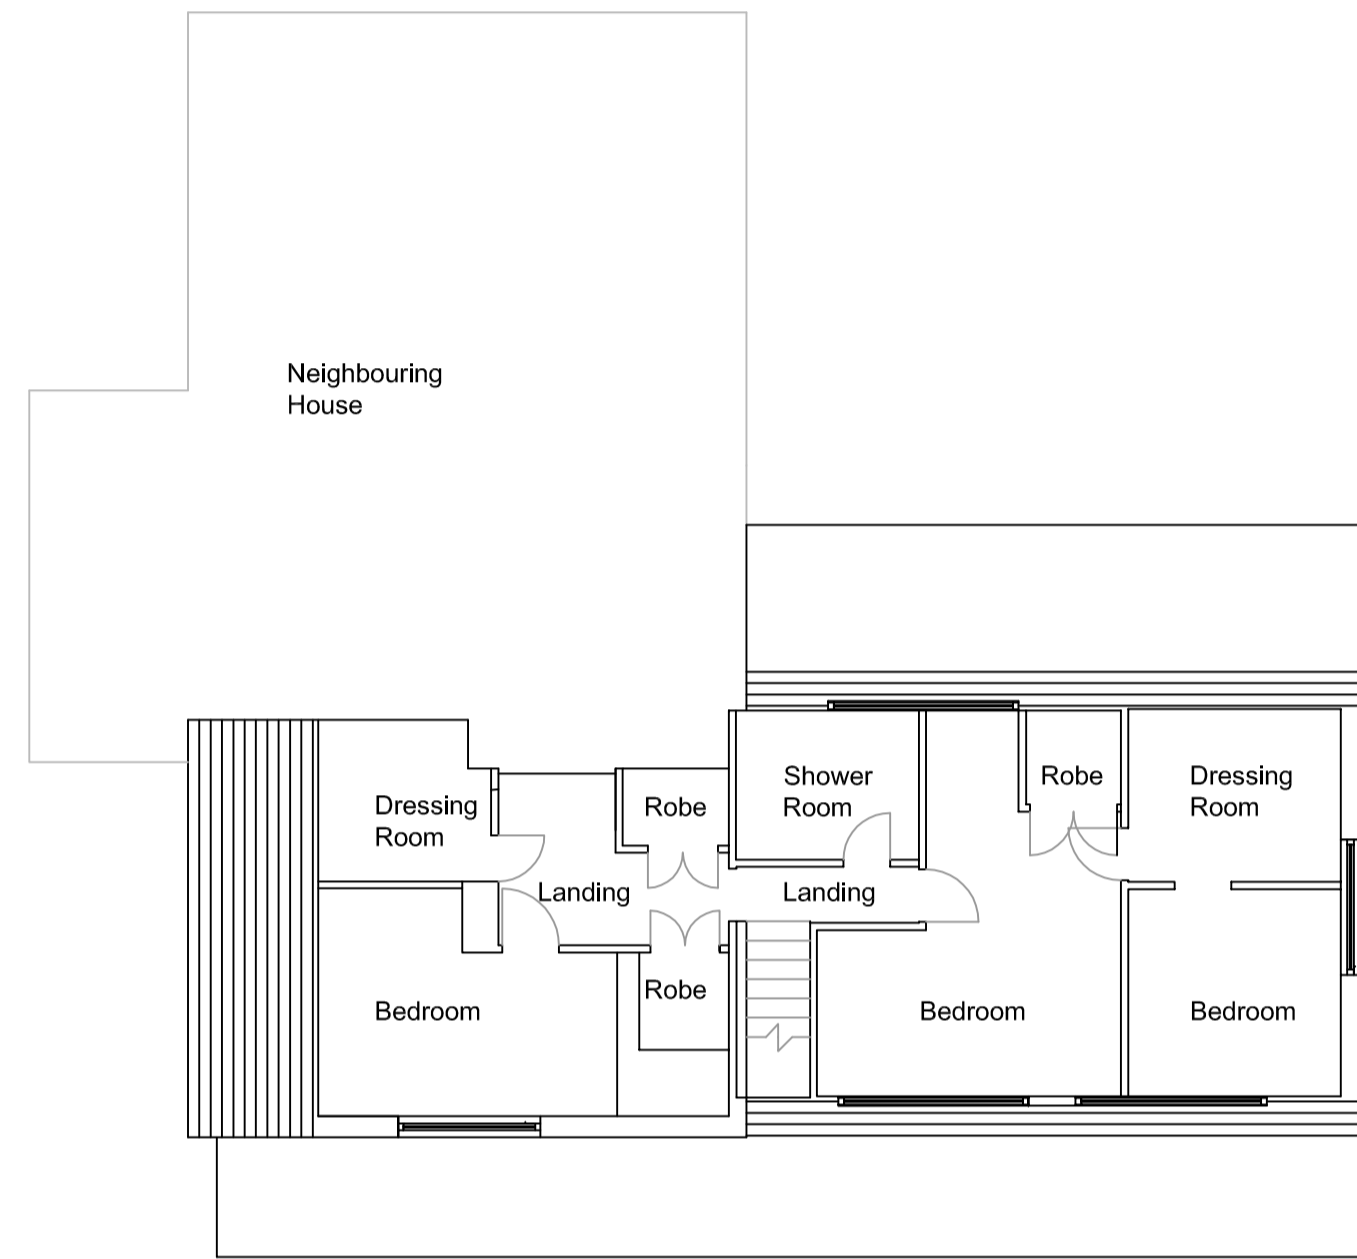 Neighbouring
House
Shower
Room
Robe
Dressing
Room
Dressing
Room
Robe
Landing
Landing
Robe
Bedroom
Bedroom
Bedroom